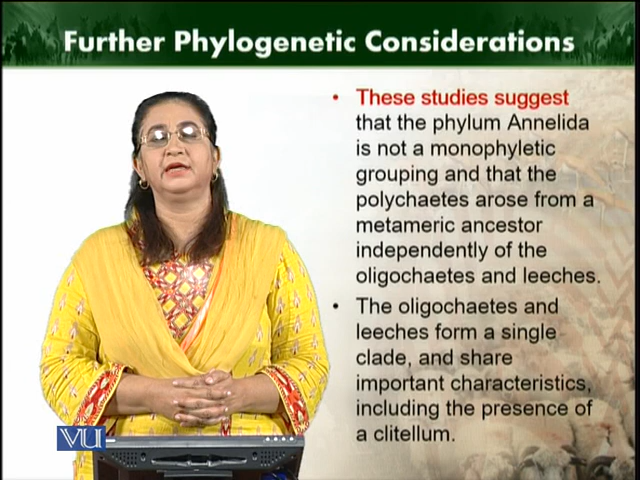 Further Phylogenetic Considerations
• These studies suggest
that the phylum Annelida
is not a monophyletic
grouping and that the
polychaetes arose from a
metameric ancestor
independently of the
oligochaetes and leeches.
• The oligochaetes and
leeches form a single
clade, and share
important characteristics,
including the presence of
a clitellum.
VU